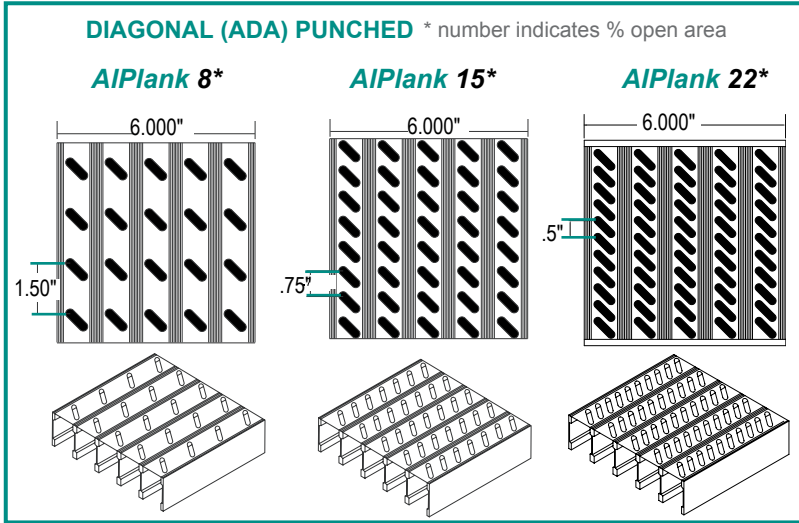 DIAGONAL (ADA) PUNCHED * number indicates % open area
AlPlank 8*
AlPlank 15*
AlPlank 22*
6.000"
6.000"
6.000"
1.50"
.75"
.5"